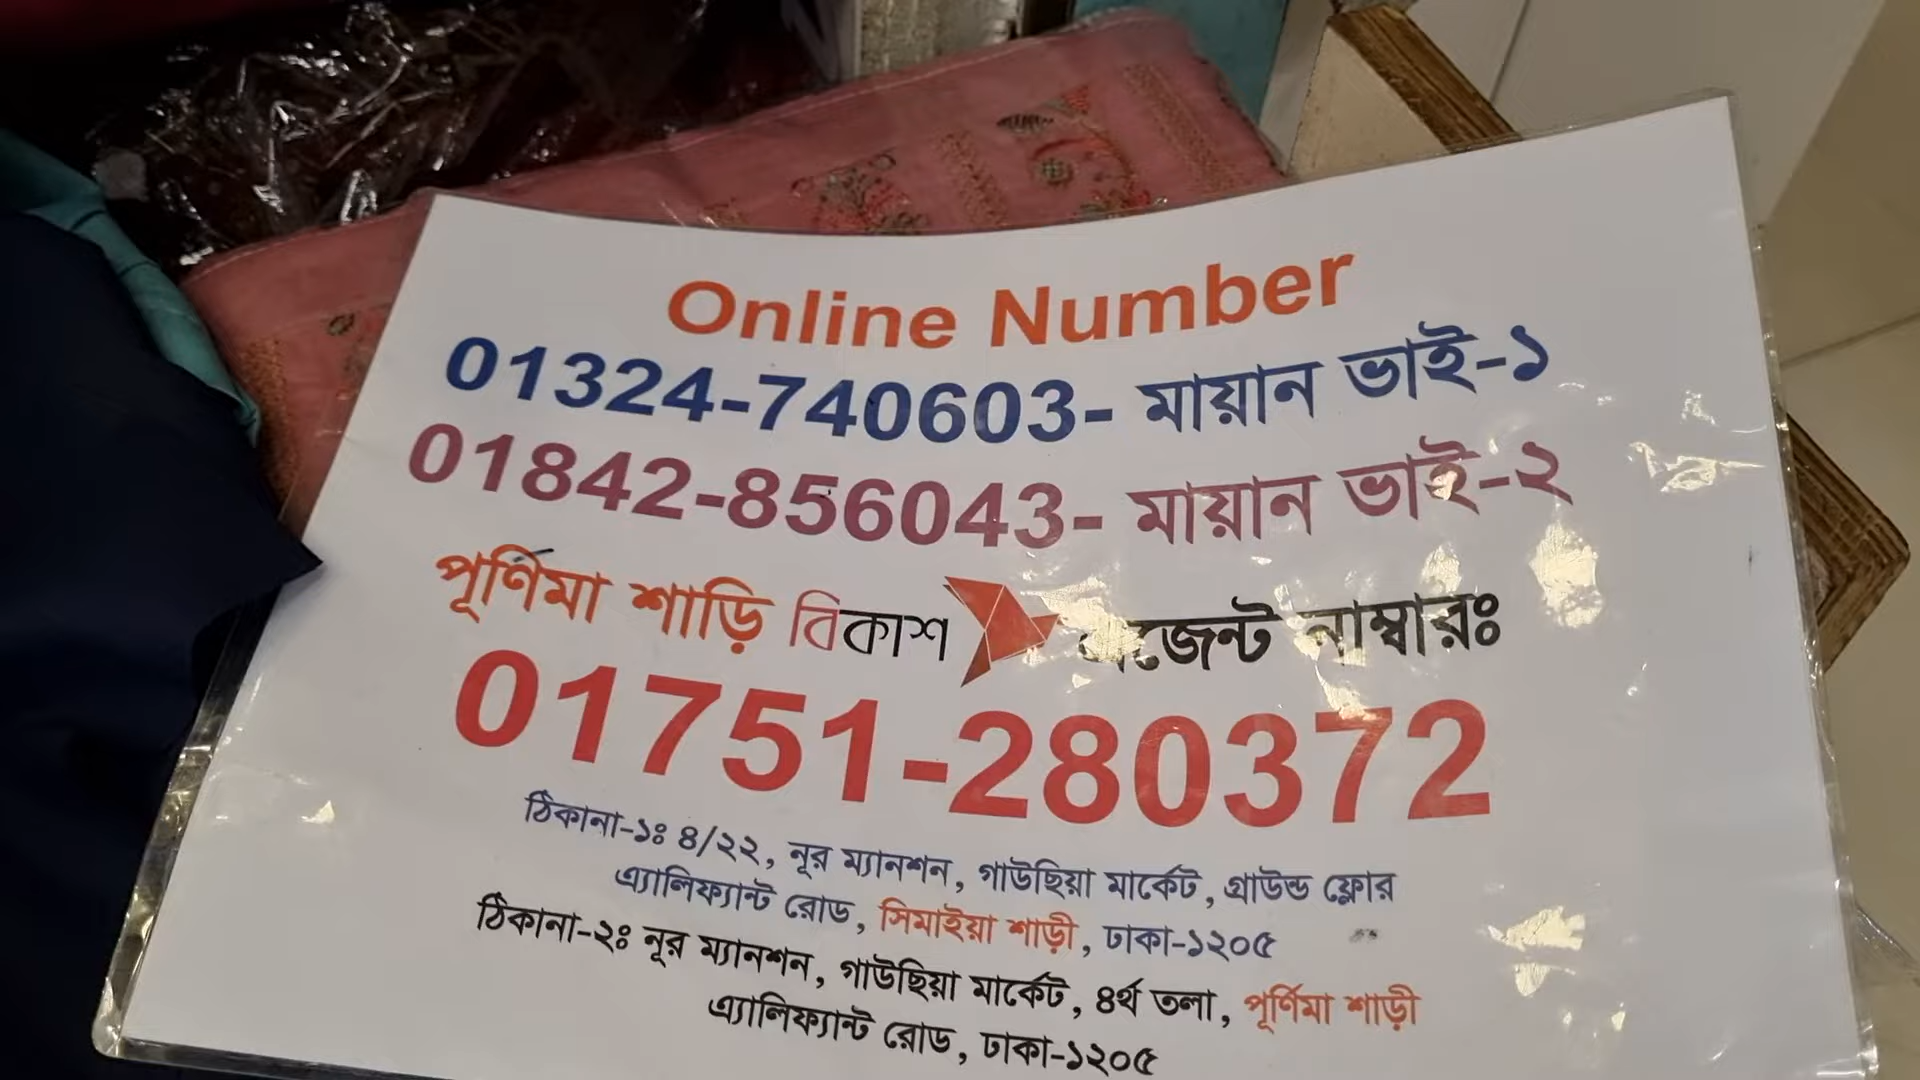 Online Number
01324-740603- মায়ান ভাই-১
01842-856043- মায়ান ভাই-২
পূর্ণিমা শাড়ি বিকাশ এজেন্ট নাম্বারঃ
01751-280372
ঠিকানা-১ঃ ৪/২২, নূর ম্যানশন, গাউছিয়া মার্কেট, গ্রাউন্ড ফ্লোর
এ্যালিফ্যান্ট রোড, সিমাইয়া শাড়ী, ঢাকা-১২০৫
ঠিকানা-২ঃ নূর ম্যানশন, গাউছিয়া মার্কেট, ৪র্থ তলা, পূর্ণিমা শাড়ী
এ্যালিফ্যান্ট রোড, ঢাকা-১২০৫